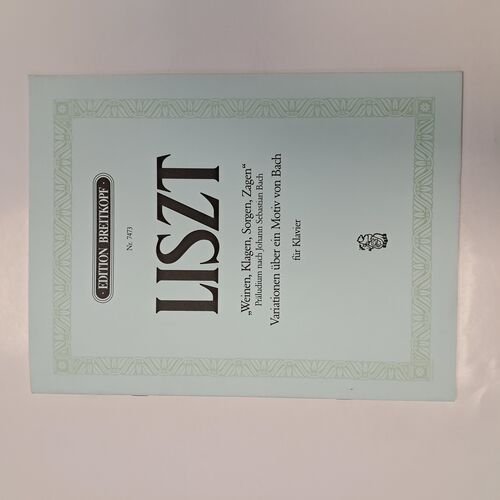 · EDITION BREITKOPF ·
Nr. 7473
LISZT
„Weinen, Klagen, Sorgen, Zagen“
Präludium nach Johann Sebastian Bach
Variationen über ein Motiv von Bach
für Klavier